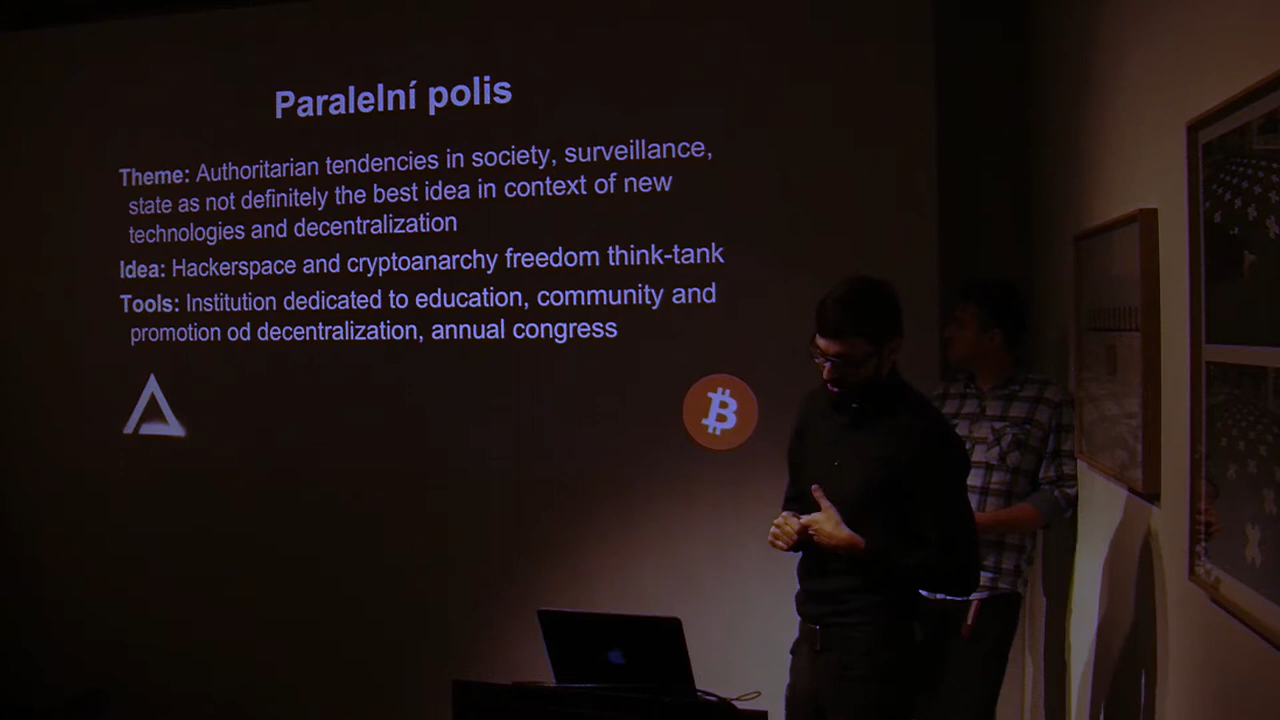 Paralelní polis
Theme: Authoritarian tendencies in society, surveillance,
state as not definitely the best idea in context of new
technologies and decentralization
Idea: Hackerspace and cryptoanarchy freedom think-tank
Tools: Institution dedicated to education, community and
promotion od decentralization, annual congress